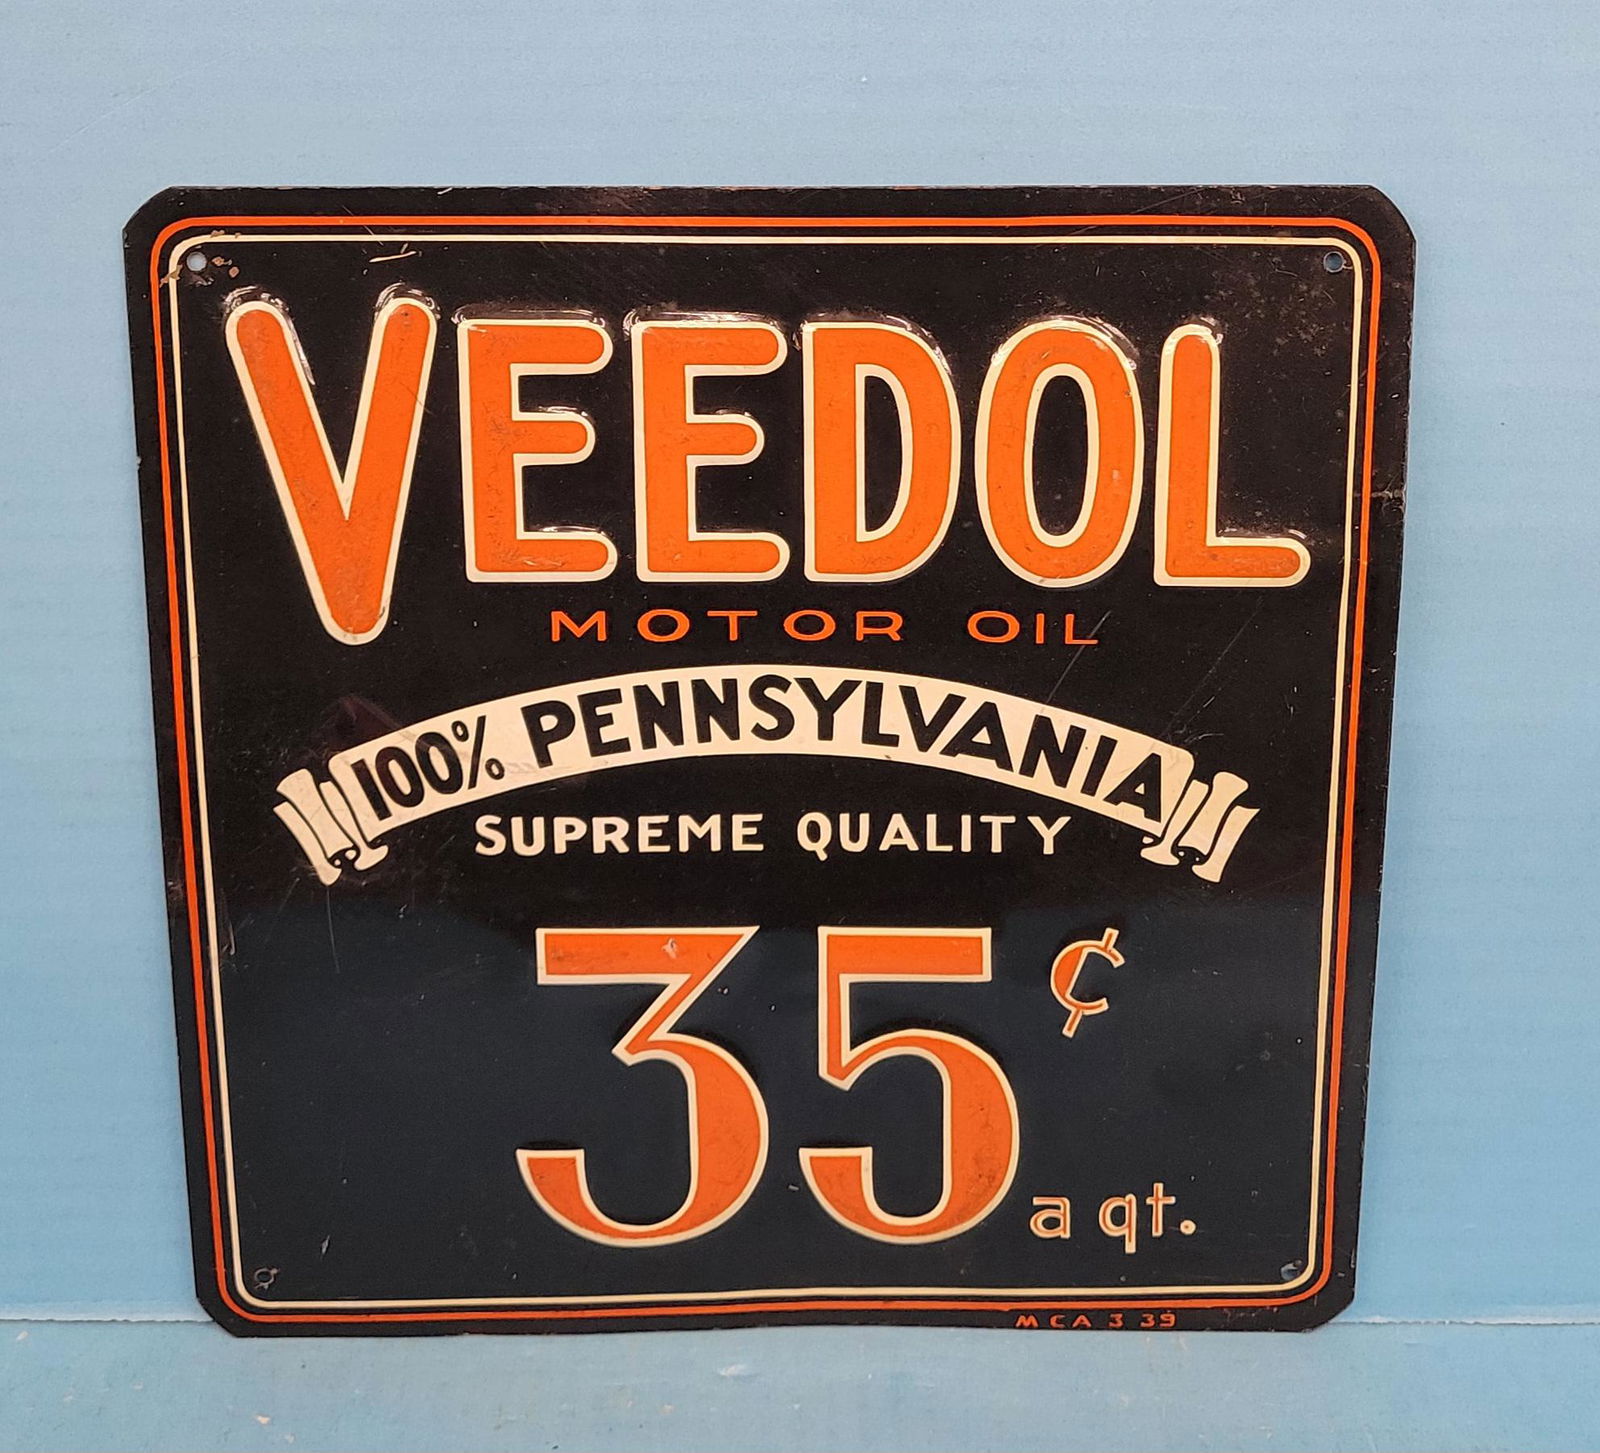 VEEDOL
MOTOR OIL
100% PENNSYLVANIA
SUPREME QUALITY
35¢
a qt.
MCA 3 39